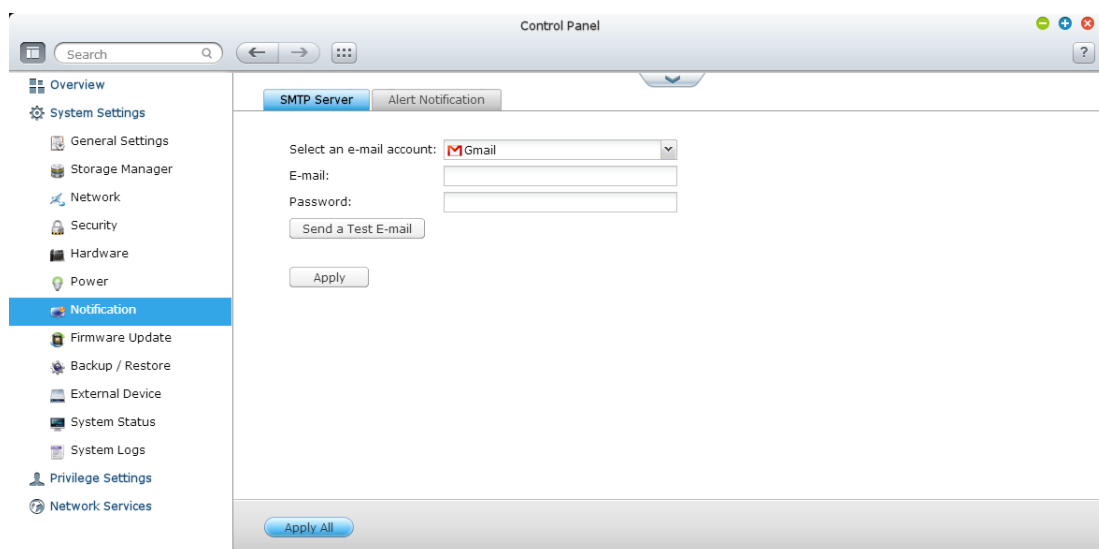 Control Panel
Search
?
Overview
System Settings
General Settings
Storage Manager
Network
Security
Hardware
Power
Notification
Firmware Update
Backup / Restore
External Device
System Status
System Logs
Privilege Settings
Network Services
SMTP Server Alert Notification
Select an e-mail account: Gmail
E-mail:
Password:
Send a Test E-mail
Apply
Apply All